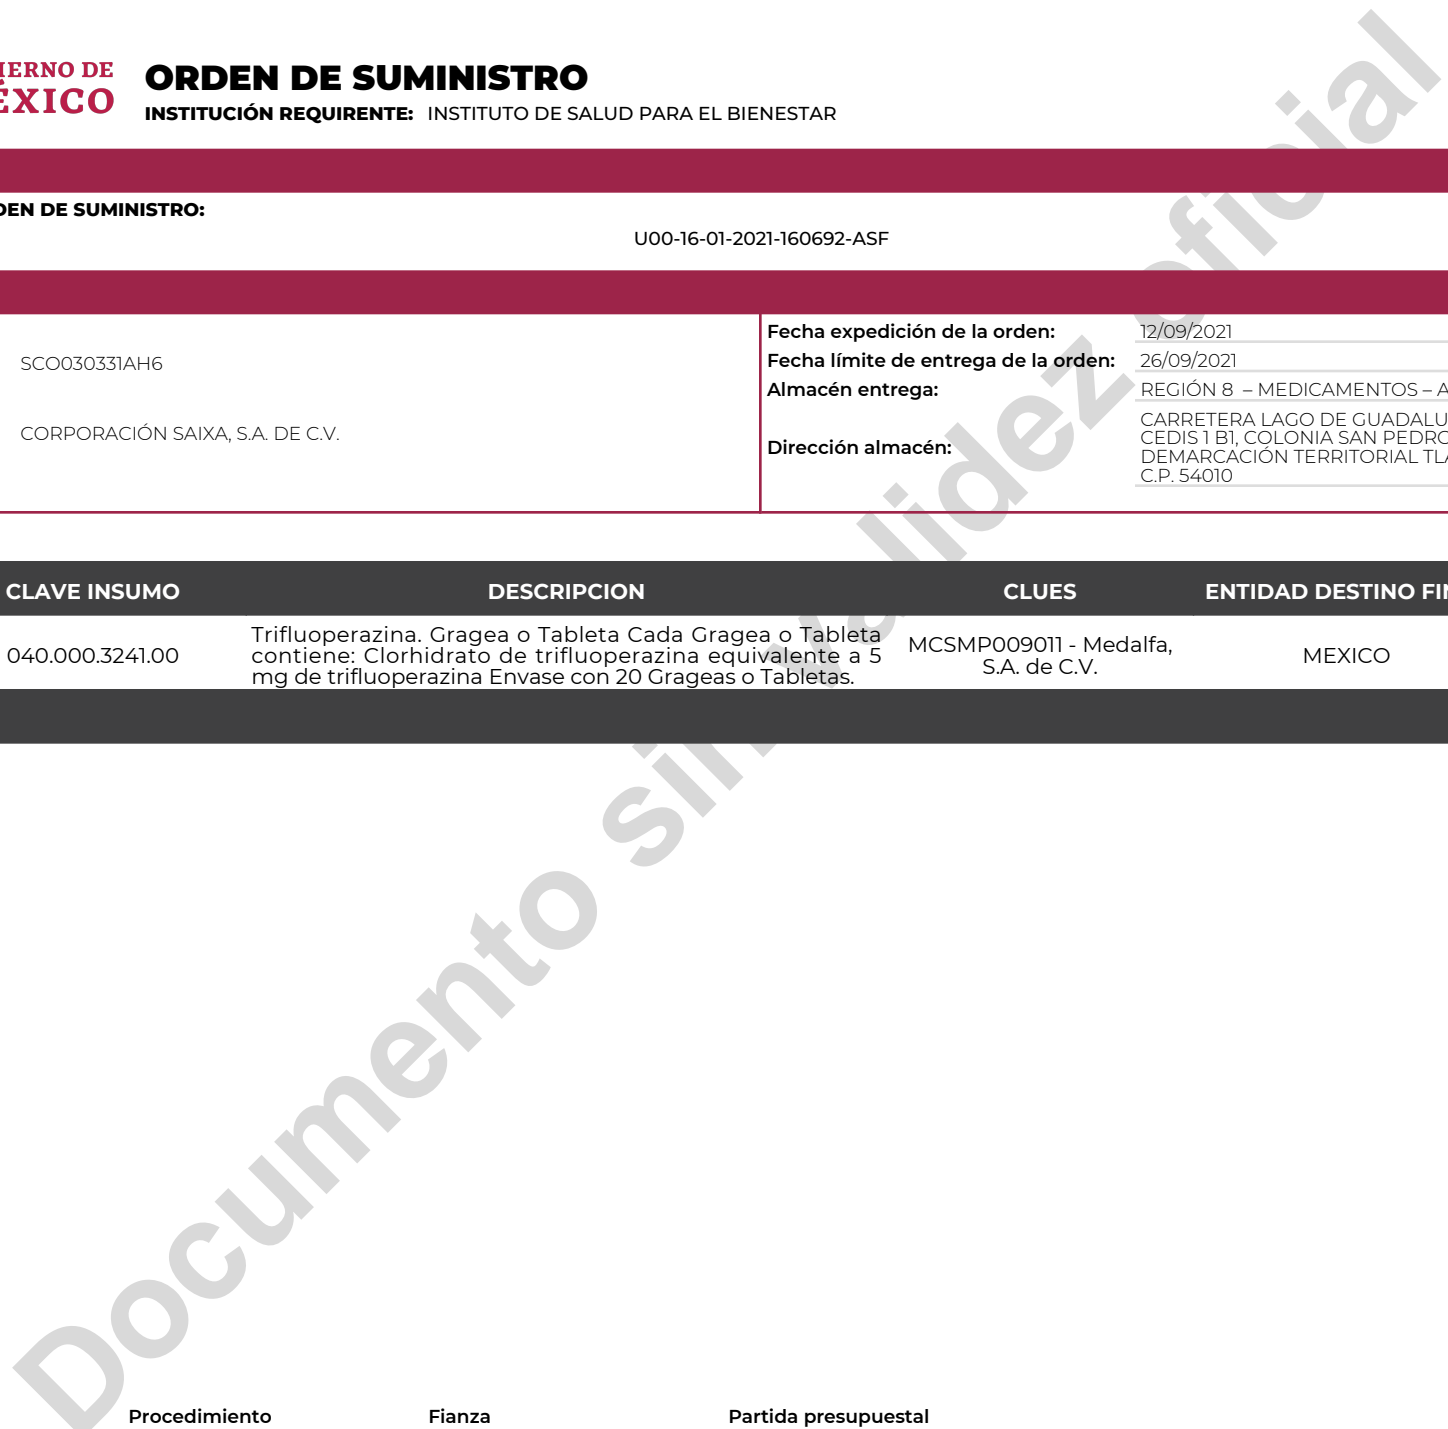 IERNO DE
ÉXICO
ORDEN DE SUMINISTRO
INSTITUCIÓN REQUIRENTE: INSTITUTO DE SALUD PARA EL BIENESTAR
DEN DE SUMINISTRO:
U00-16-01-2021-160692-ASF
SCO030331AH6
CORPORACIÓN SAIXA, S.A. DE C.V.
Fecha expedición de la orden: 12/09/2021
Fecha límite de entrega de la orden: 26/09/2021
Almacén entrega: REGIÓN 8 – MEDICAMENTOS – A
Dirección almacén:
CARRETERA LAGO DE GUADALU
CEDIS 1 B1, COLONIA SAN PEDRO
DEMARCACIÓN TERRITORIAL TLA
C.P. 54010
CLAVE INSUMO DESCRIPCION CLUES ENTIDAD DESTINO FIN
040.000.3241.00
Trifluoperazina. Gragea o Tableta Cada Gragea o Tableta
contiene: Clorhidrato de trifluoperazina equivalente a 5
mg de trifluoperazina Envase con 20 Grageas o Tabletas.
MCSMP009011 - Medalfa,
S.A. de C.V.
MEXICO
Procedimiento Fianza Partida presupuestal
Documento sin validez oficial